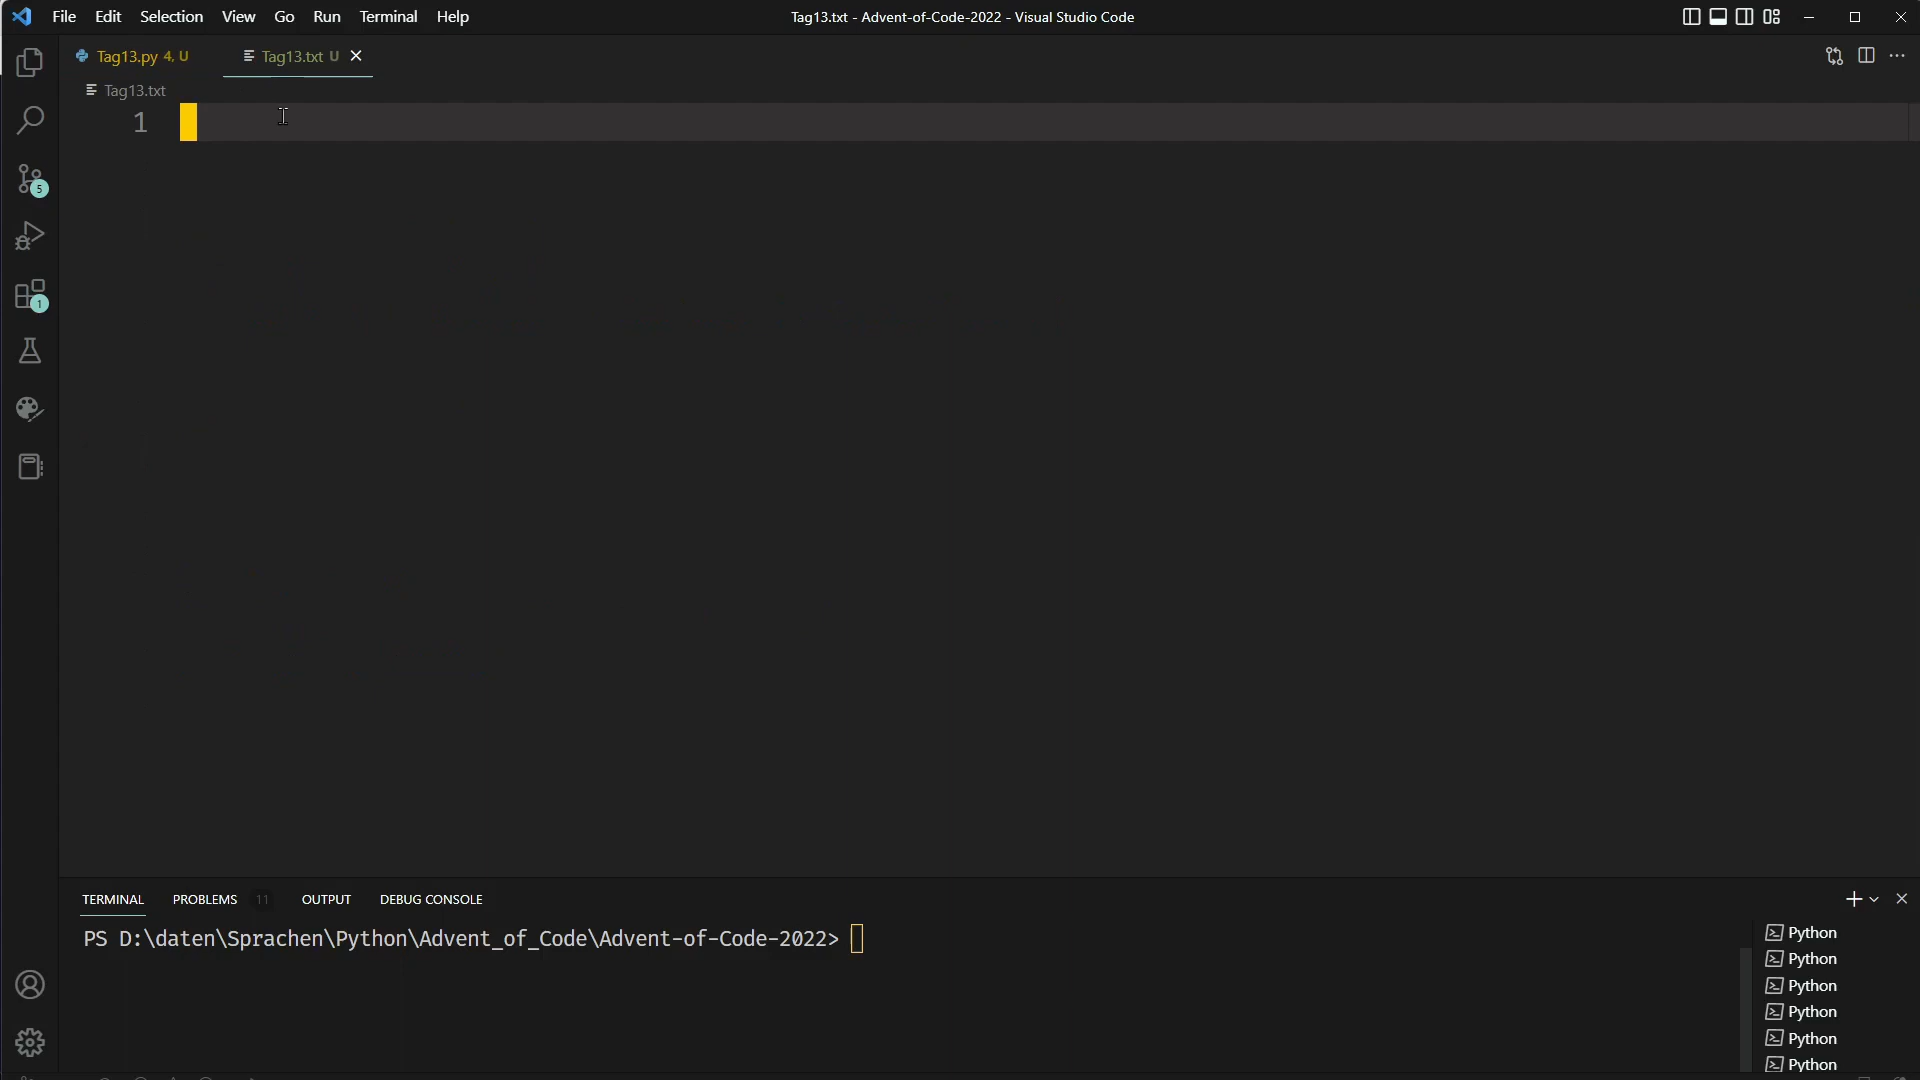 File Edit Selection View Go Run Terminal Help
Tag13.txt - Advent-of-Code-2022 - Visual Studio Code
Tag13.py 4, U
Tag13.txt U
Tag13.txt
1
5
1
TERMINAL PROBLEMS 11 OUTPUT DEBUG CONSOLE
PS D:\daten\Sprachen\Python\Advent_of_Code\Advent-of-Code-2022>
Python
Python
Python
Python
Python
Python